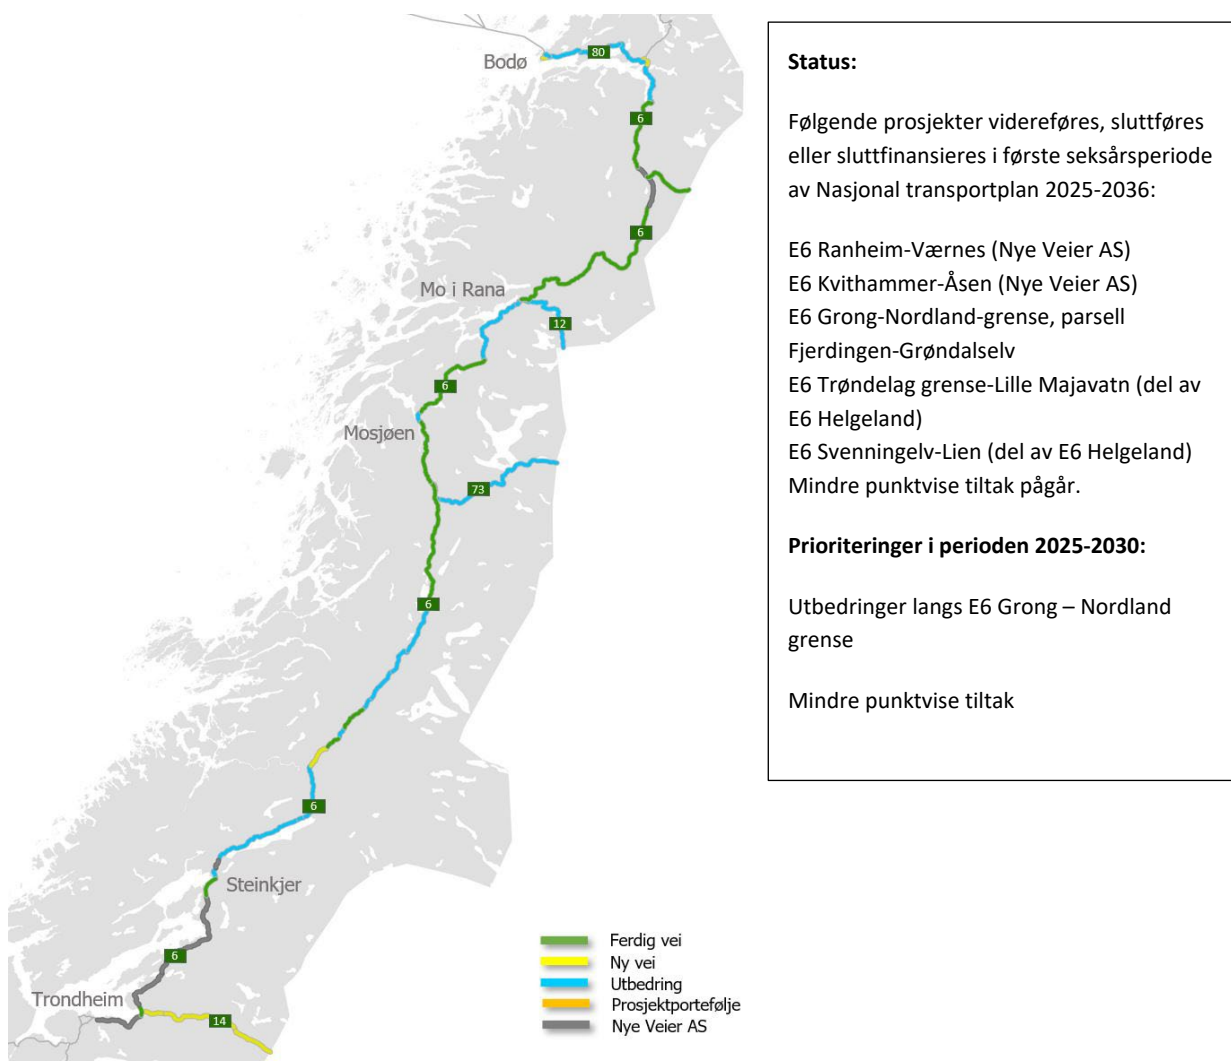 Bodø
80
6
6
Mo i Rana
12
6
Mosjøen
73
6
6
Steinkjer
6
Trondheim
14
Ferdig vei
Ny vei
Utbedring
Prosjektportefølje
Nye Veier AS
Status:
Følgende prosjekter videreføres, sluttføres
eller sluttfinansieres i første seksårsperiode
av Nasjonal transportplan 2025-2036:
E6 Ranheim-Værnes (Nye Veier AS)
E6 Kvithammer-Åsen (Nye Veier AS)
E6 Grong-Nordland-grense, parsell
Fjerdingen-Grøndalselv
E6 Trøndelag grense-Lille Majavatn (del av
E6 Helgeland)
E6 Svenningelv-Lien (del av E6 Helgeland)
Mindre punktvise tiltak pågår.
Prioriteringer i perioden 2025-2030:
Utbedringer langs E6 Grong – Nordland
grense
Mindre punktvise tiltak